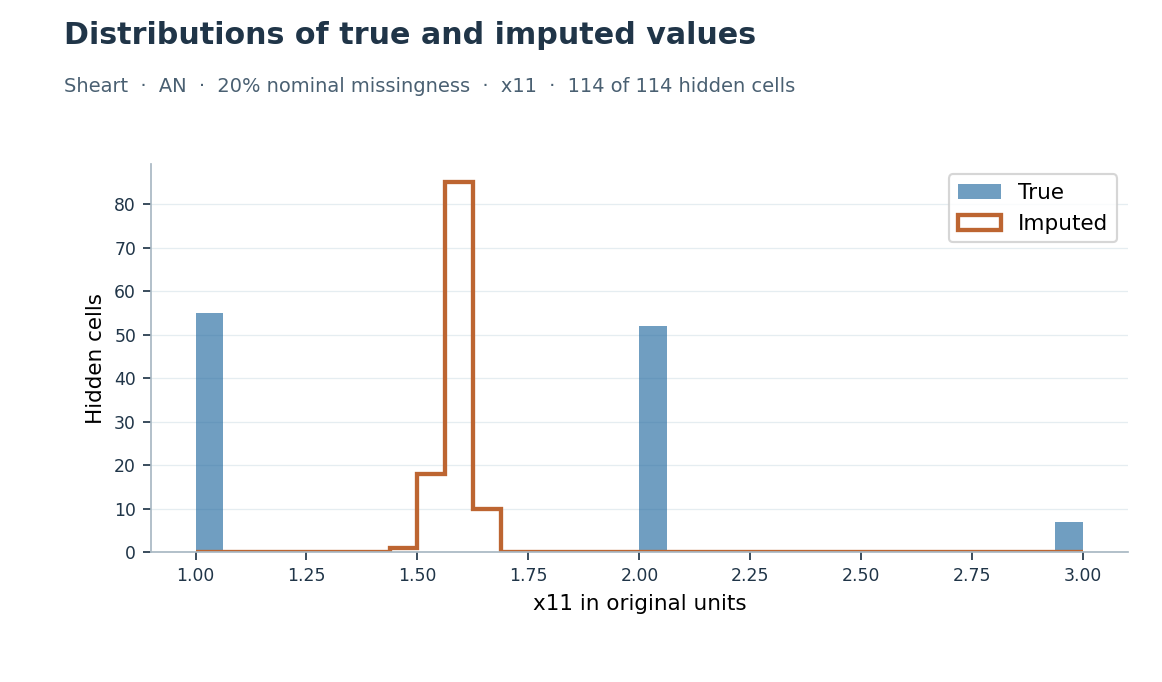 Distributions of true and imputed values
Sheart · AN · 20% nominal missingness · x11 · 114 of 114 hidden cells
True
Imputed
Hidden cells
80
70
60
50
40
30
20
10
0
1.00 1.25 1.50 1.75 2.00 2.25 2.50 2.75 3.00
x11 in original units